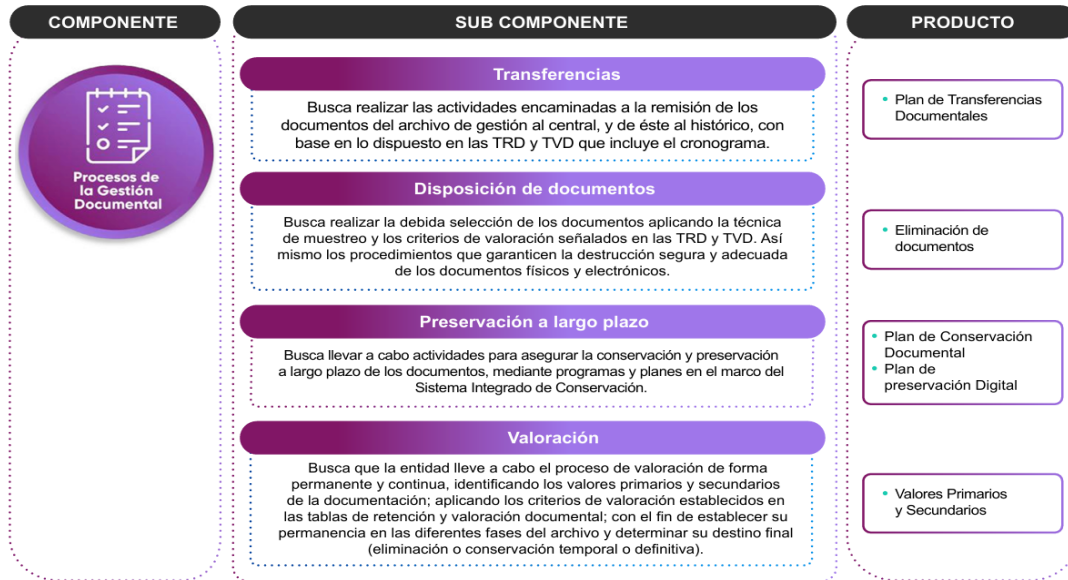 COMPONENTE
SUB COMPONENTE
PRODUCTO
Procesos de
la Gestión
Documental
Transferencias
Busca realizar las actividades encaminadas a la remisión de los
documentos del archivo de gestión al central, y de éste al histórico, con
base en lo dispuesto en las TRD y TVD que incluye el cronograma.
• Plan de Transferencias
Documentales
Disposición de documentos
Busca realizar la debida selección de los documentos aplicando la técnica
de muestreo y los criterios de valoración señalados en las TRD y TVD. Así
mismo los procedimientos que garanticen la destrucción segura y adecuada
de los documentos físicos y electrónicos.
• Eliminación de
documentos
Preservación a largo plazo
Busca llevar a cabo actividades para asegurar la conservación y preservación
a largo plazo de los documentos, mediante programas y planes en el marco del
Sistema Integrado de Conservación.
• Plan de Conservación
Documental
• Plan de
preservación Digital
Valoración
Busca que la entidad lleve a cabo el proceso de valoración de forma
permanente y continua, identificando los valores primarios y secundarios
de la documentación; aplicando los criterios de valoración establecidos en
las tablas de retención y valoración documental; con el fin de establecer su
permanencia en las diferentes fases del archivo y determinar su destino final
(eliminación o conservación temporal o definitiva).
• Valores Primarios
y Secundarios